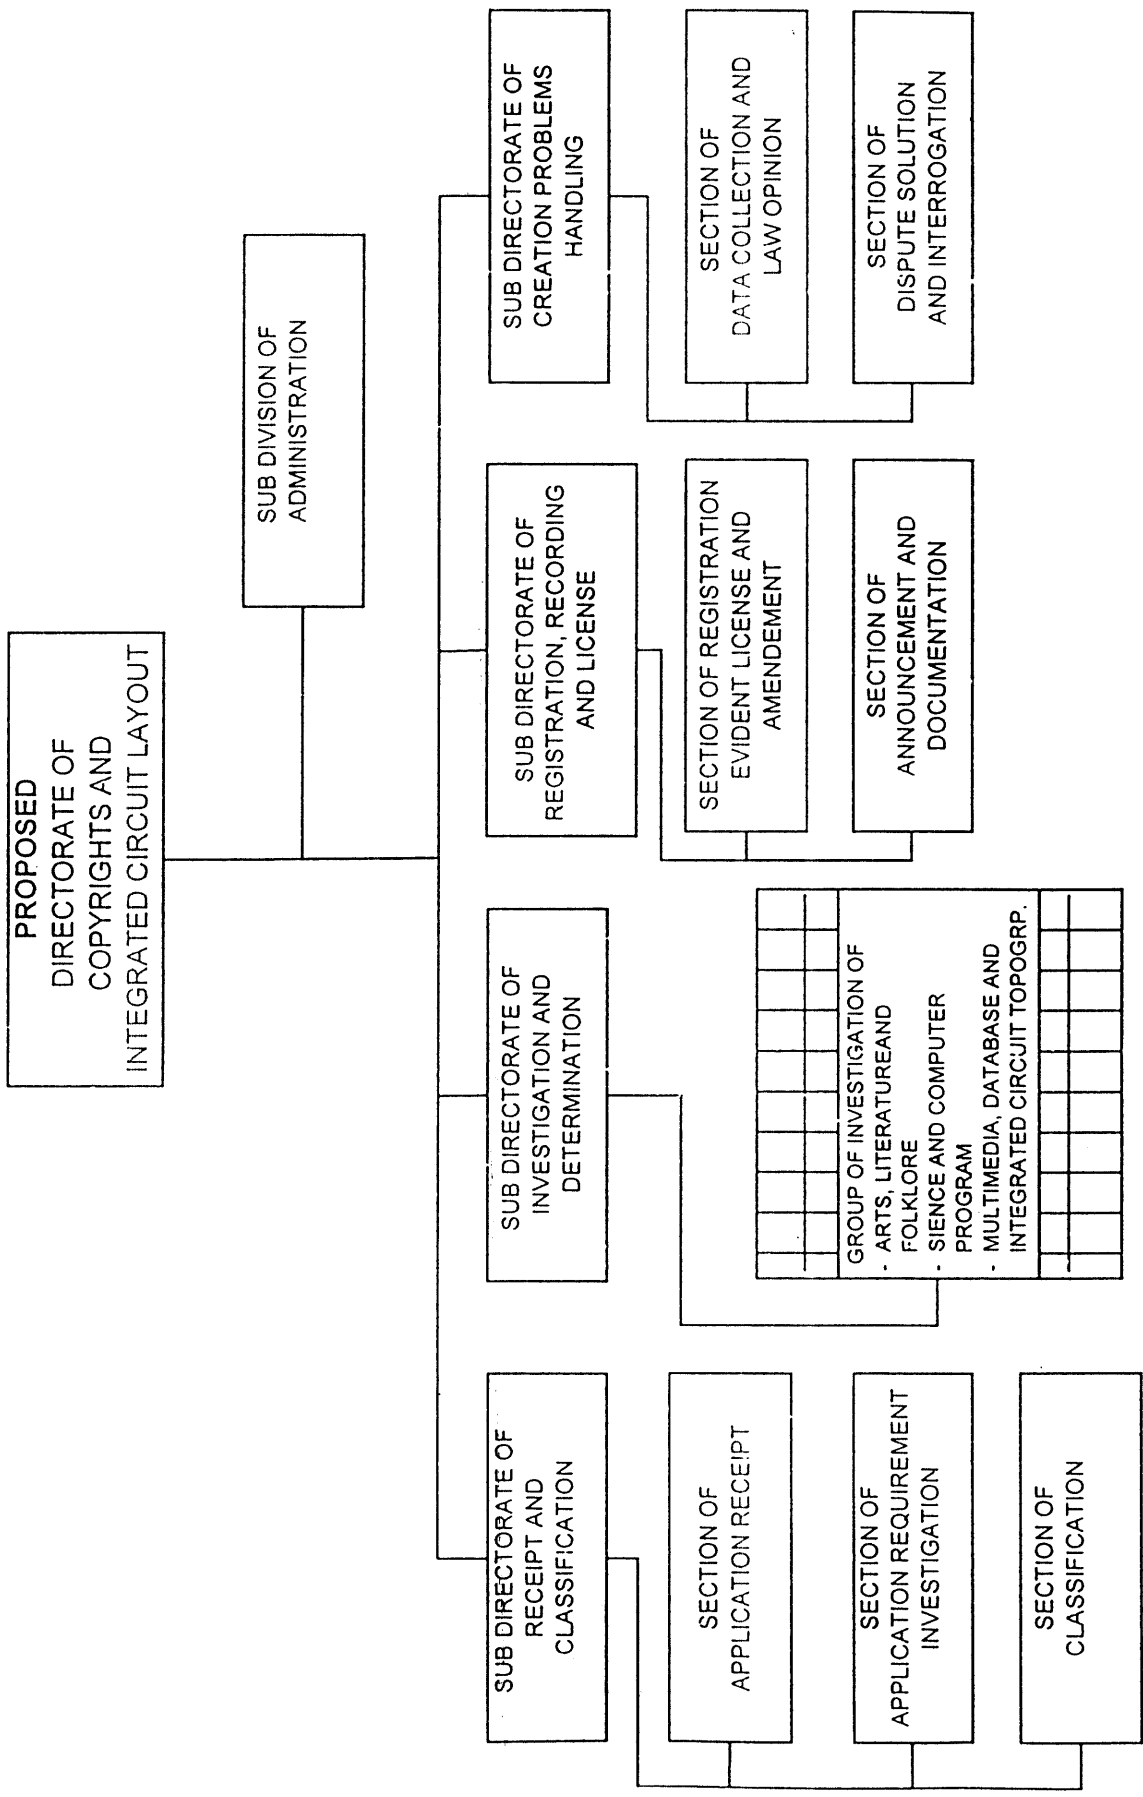 PROPOSED
DIRECTORATE OF
COPYRIGHTS AND
INTEGRATED CIRCUIT LAYOUT
SUB DIVISION OF
ADMINISTRATION
SUB DIRECTORATE OF
RECEIPT AND
CLASSIFICATION
SECTION OF
APPLICATION RECEIPT
SECTION OF
APPLICATION REQUIREMENT
INVESTIGATION
SECTION OF
CLASSIFICATION
SUB DIRECTORATE OF
INVESTIGATION AND
DETERMINATION
GROUP OF INVESTIGATION OF
- ARTS, LITERATUREAND
FOLKLORE
- SIENCE AND COMPUTER
PROGRAM
- MULTIMEDIA, DATABASE AND
INTEGRATED CIRCUIT TOPOGRP.
SUB DIRECTORATE OF
REGISTRATION, RECORDING
AND LICENSE
SECTION OF REGISTRATION
EVIDENT LICENSE AND
AMENDEMENT
SECTION OF
ANNOUNCEMENT AND
DOCUMENTATION
SUB DIRECTORATE OF
CREATION PROBLEMS
HANDLING
SECTION OF
DATA COLLECTION AND
LAW OPINION
SECTION OF
DISPUTE SOLUTION
AND INTERROGATION